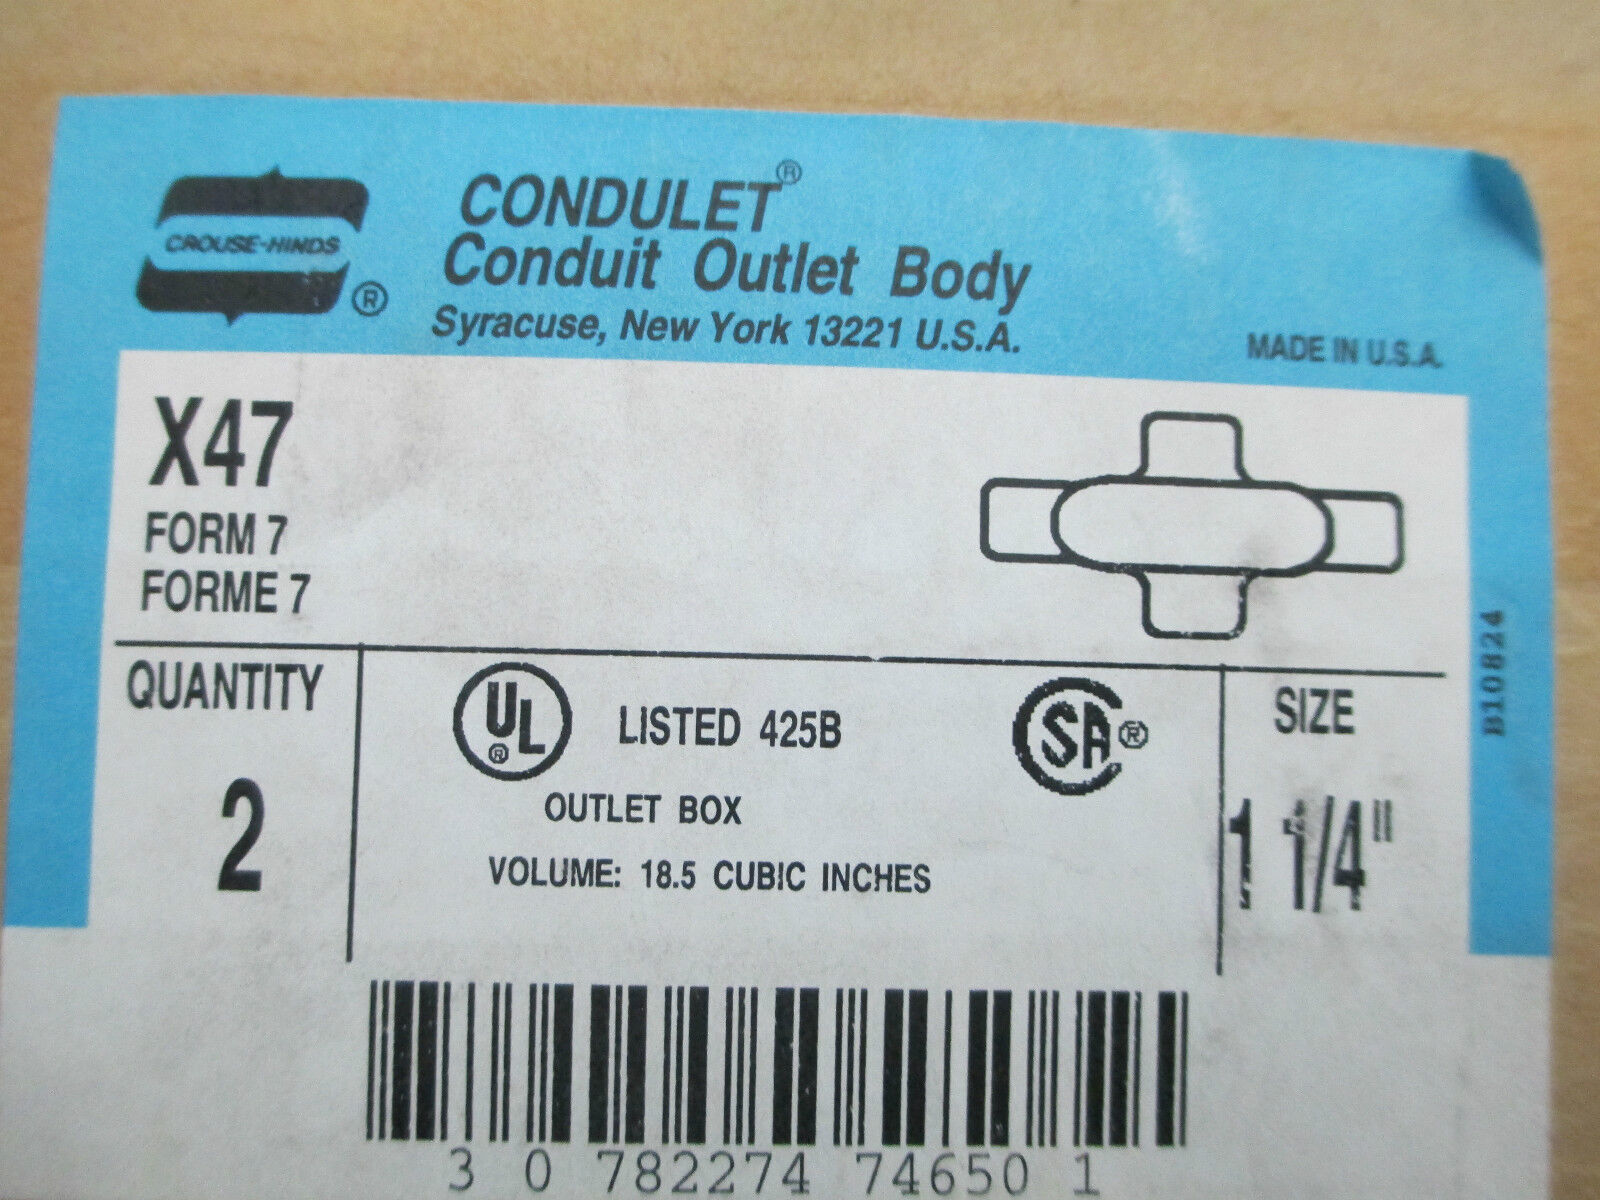 CROUSE-HINDS
®
CONDULET®
Conduit Outlet Body
Syracuse, New York 13221 U.S.A.
MADE IN U.S.A.
X47
FORM 7
FORME 7
B10824
QUANTITY
2
UL
®
LISTED 425B
OUTLET BOX
VOLUME: 18.5 CUBIC INCHES
SA®
SIZE
1 1/4"
3 0 782274 74650 1